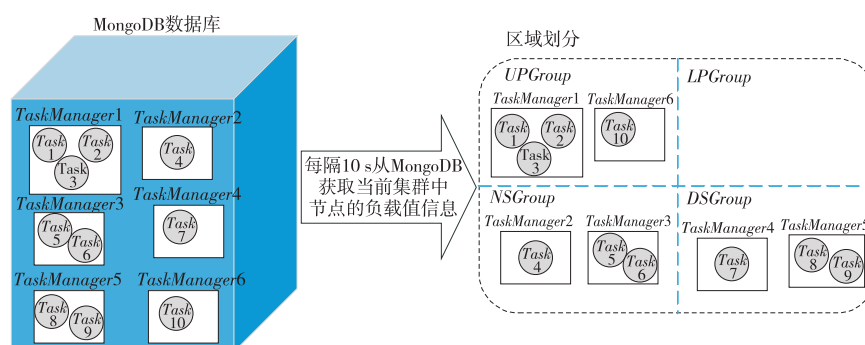 MongoDB数据库
TaskManager1
Task
1
Task
2
Task
3
TaskManager2
Task
4
TaskManager3
Task
5
Task
6
TaskManager4
Task
7
TaskManager5
Task
8
Task
9
TaskManager6
Task
10
每隔10 s从MongoDB
获取当前集群中
节点的负载值信息
区域划分
UPGroup
TaskManager1
Task
1
Task
2
Task
3
TaskManager6
Task
10
LPGroup
NSGroup
TaskManager2
Task
4
TaskManager3
Task
5
Task
6
DSGroup
TaskManager4
Task
7
TaskManager5
Task
8
Task
9